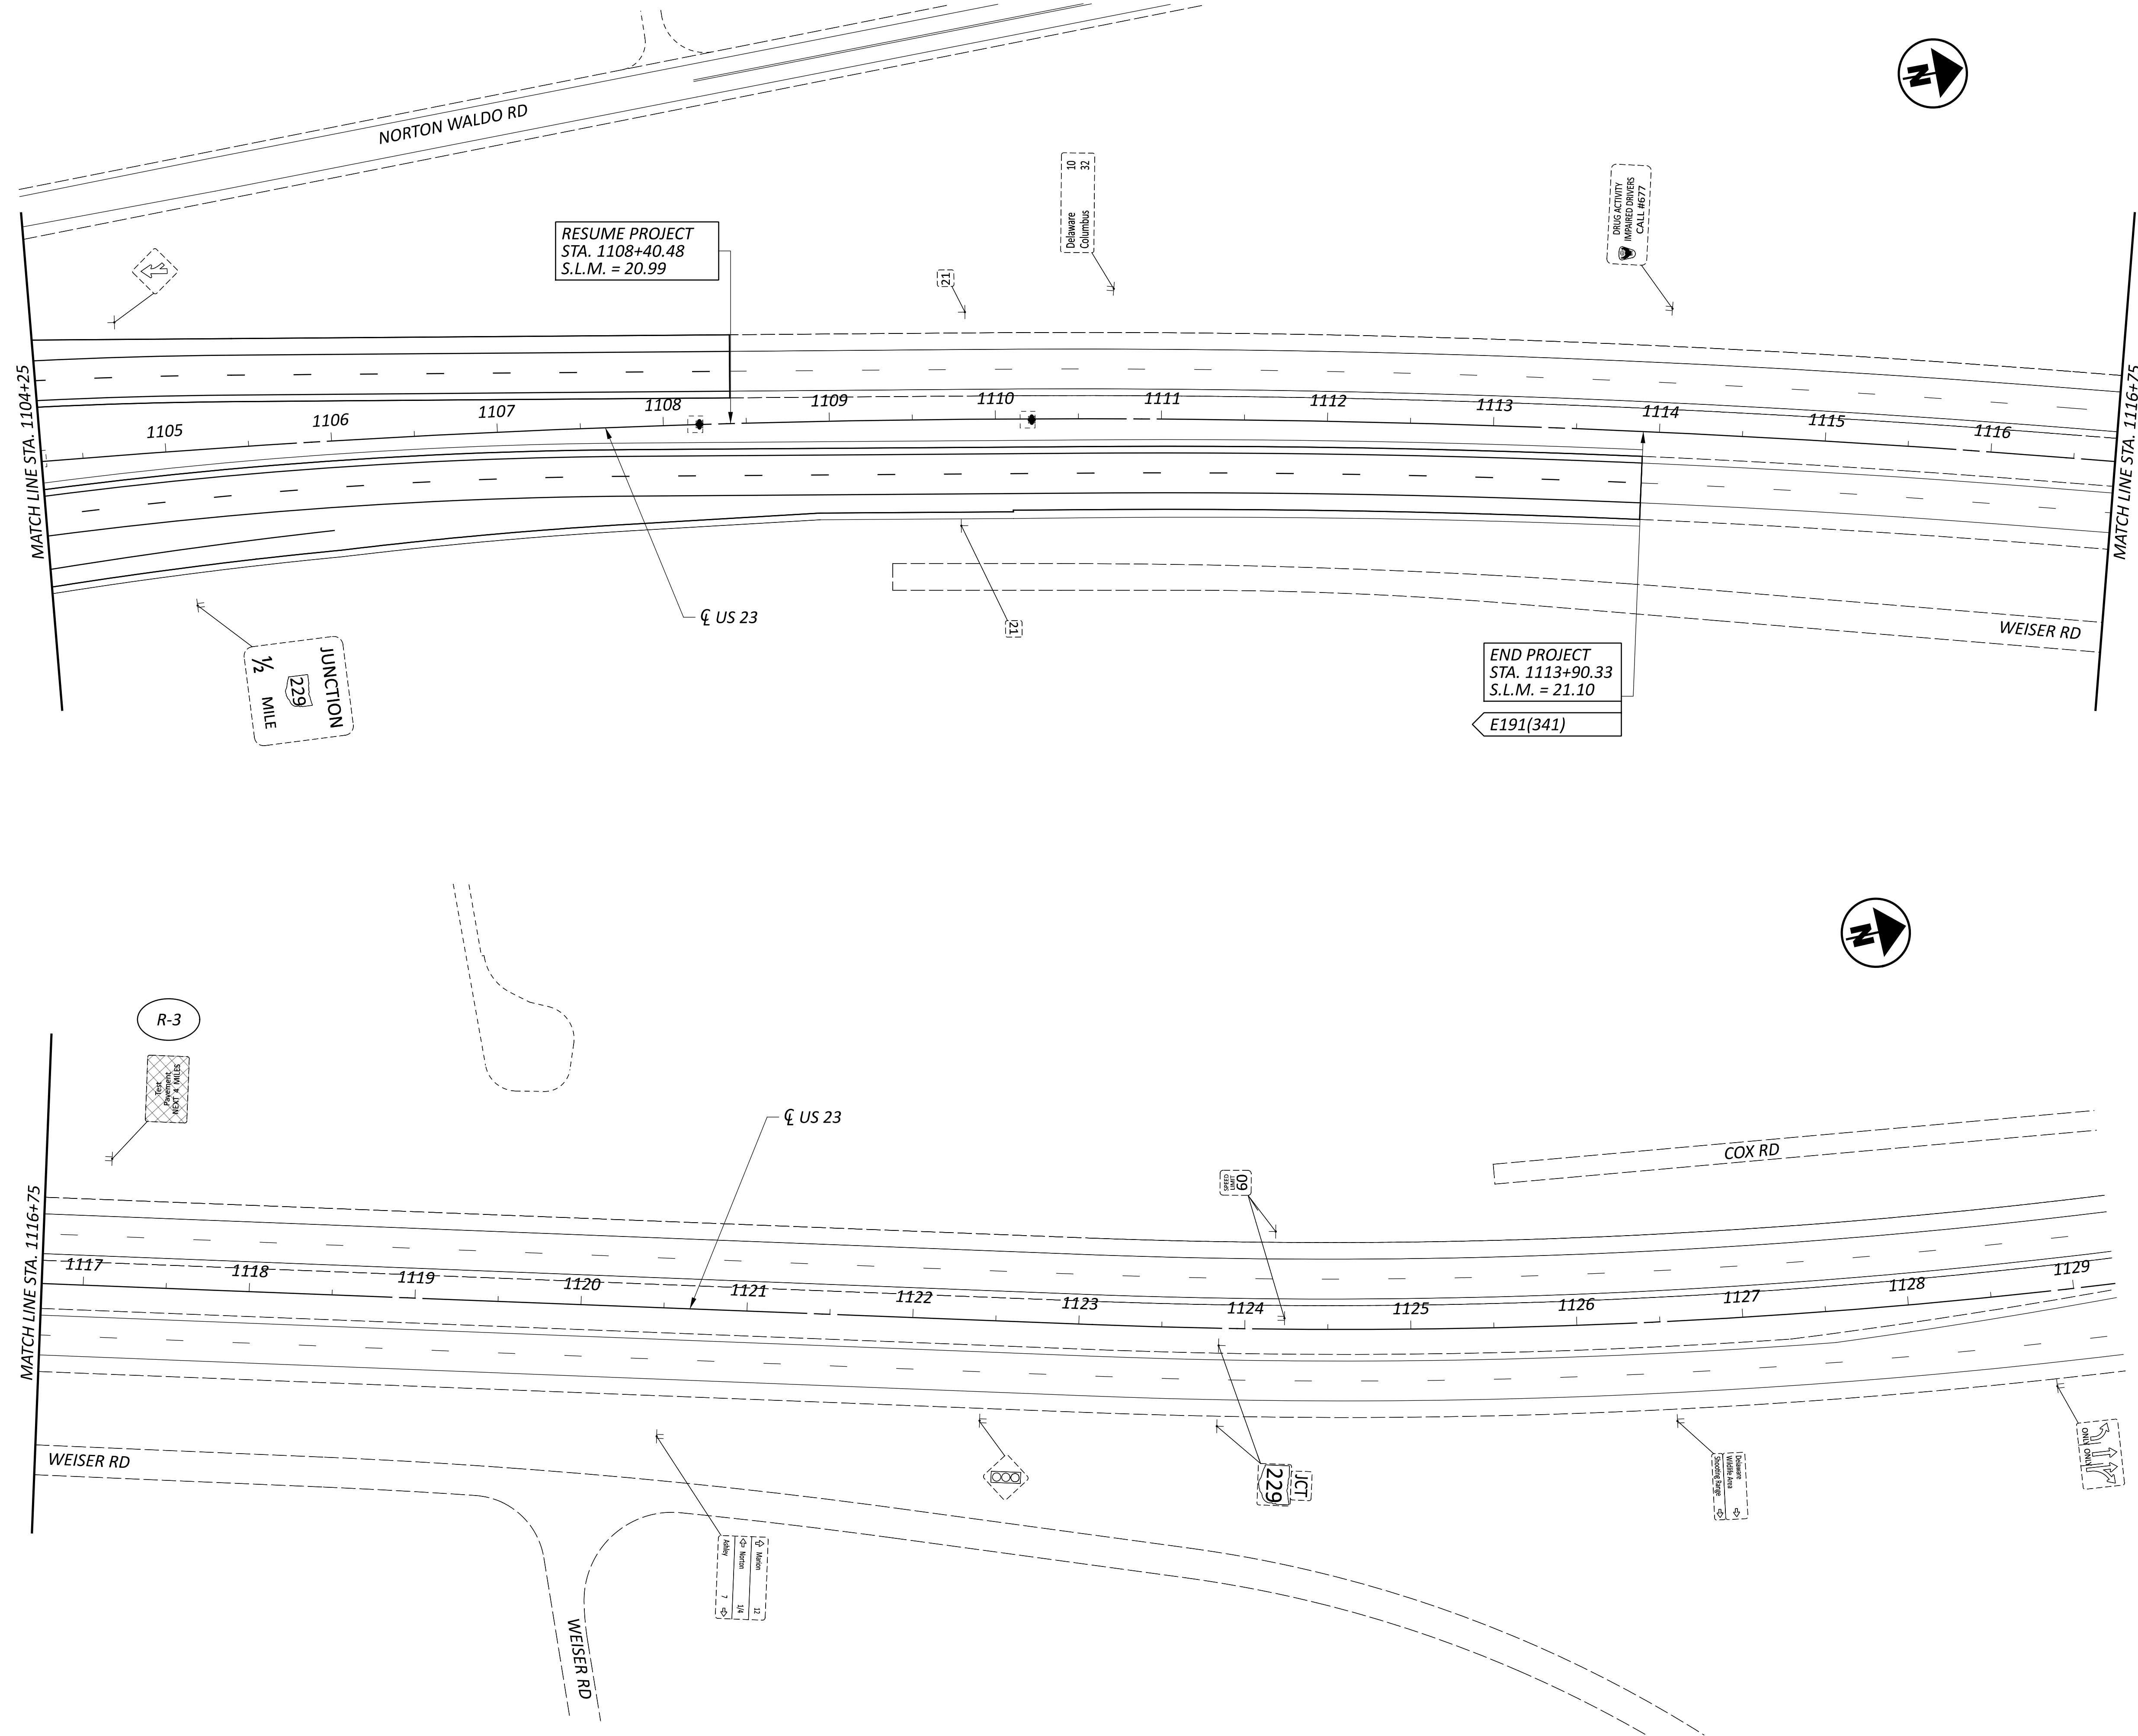 NORTON WALDO RD
N
Delaware 10
Columbus 32
DRUG ACTIVITY
IMPAIRED DRIVERS
CALL #677
RESUME PROJECT
STA. 1108+40.48
S.L.M. = 20.99
21
MATCH LINE STA. 1104+25
1105
1106
1107
1108
1109
1110
1111
1112
1113
1114
1115
1116
MATCH LINE STA. 1116+75
℄ US 23
21
WEISER RD
JUNCTION
229
½ MILE
END PROJECT
STA. 1113+90.33
S.L.M. = 21.10
E191(341)
N
R-3
Test
Pavement
NEXT 4 MILES
℄ US 23
COX RD
SPEED
LIMIT
60
MATCH LINE STA. 1116+75
1117
1118
1119
1120
1121
1122
1123
1124
1125
1126
1127
1128
1129
WEISER RD
JCT
229
Delaware
Wildlife Area
Shooting Range
ONLY ONLY
Marion 12
Norton 1/4
Ashley 7
WEISER RD